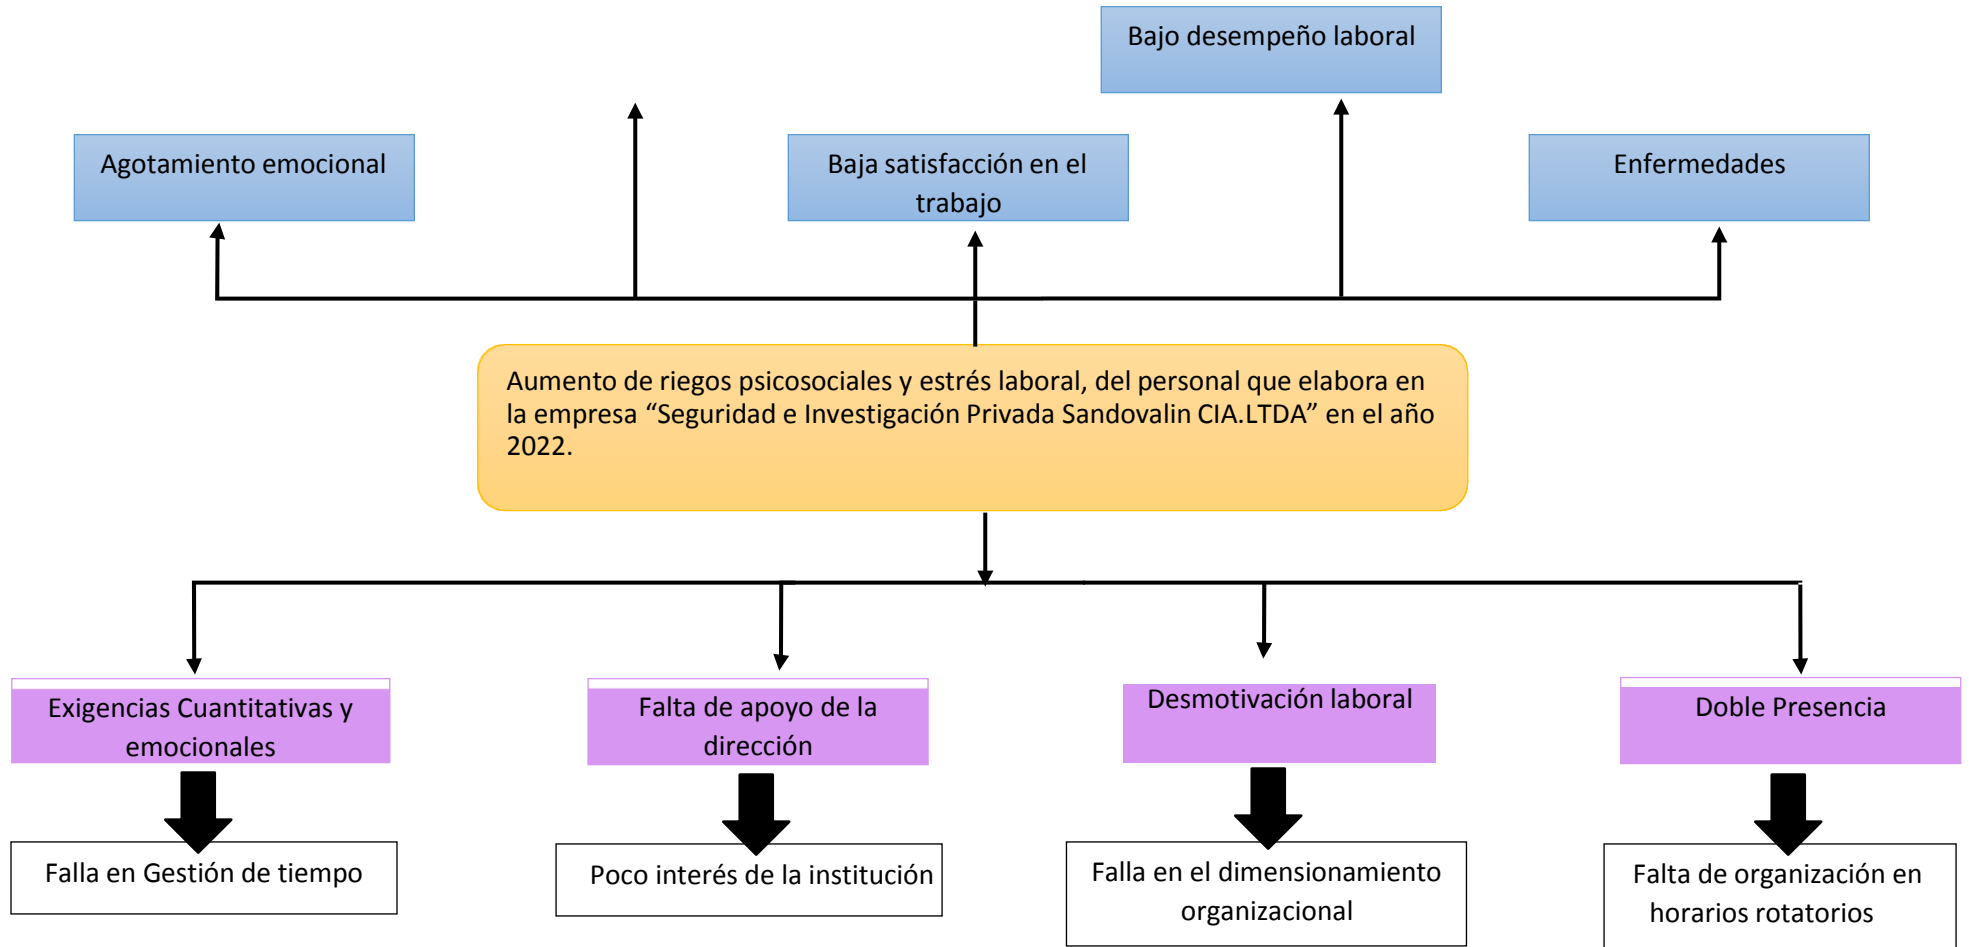 Bajo desempeño laboral
Agotamiento emocional
Baja satisfacción en el
trabajo
Enfermedades
Aumento de riegos psicosociales y estrés laboral, del personal que elabora en
la empresa “Seguridad e Investigación Privada Sandovalin CIA.LTDA” en el año
2022.
Exigencias Cuantitativas y
emocionales
Falta de apoyo de la
dirección
Desmotivación laboral
Doble Presencia
Falla en Gestión de tiempo
Poco interés de la institución
Falla en el dimensionamiento
organizacional
Falta de organización en
horarios rotatorios